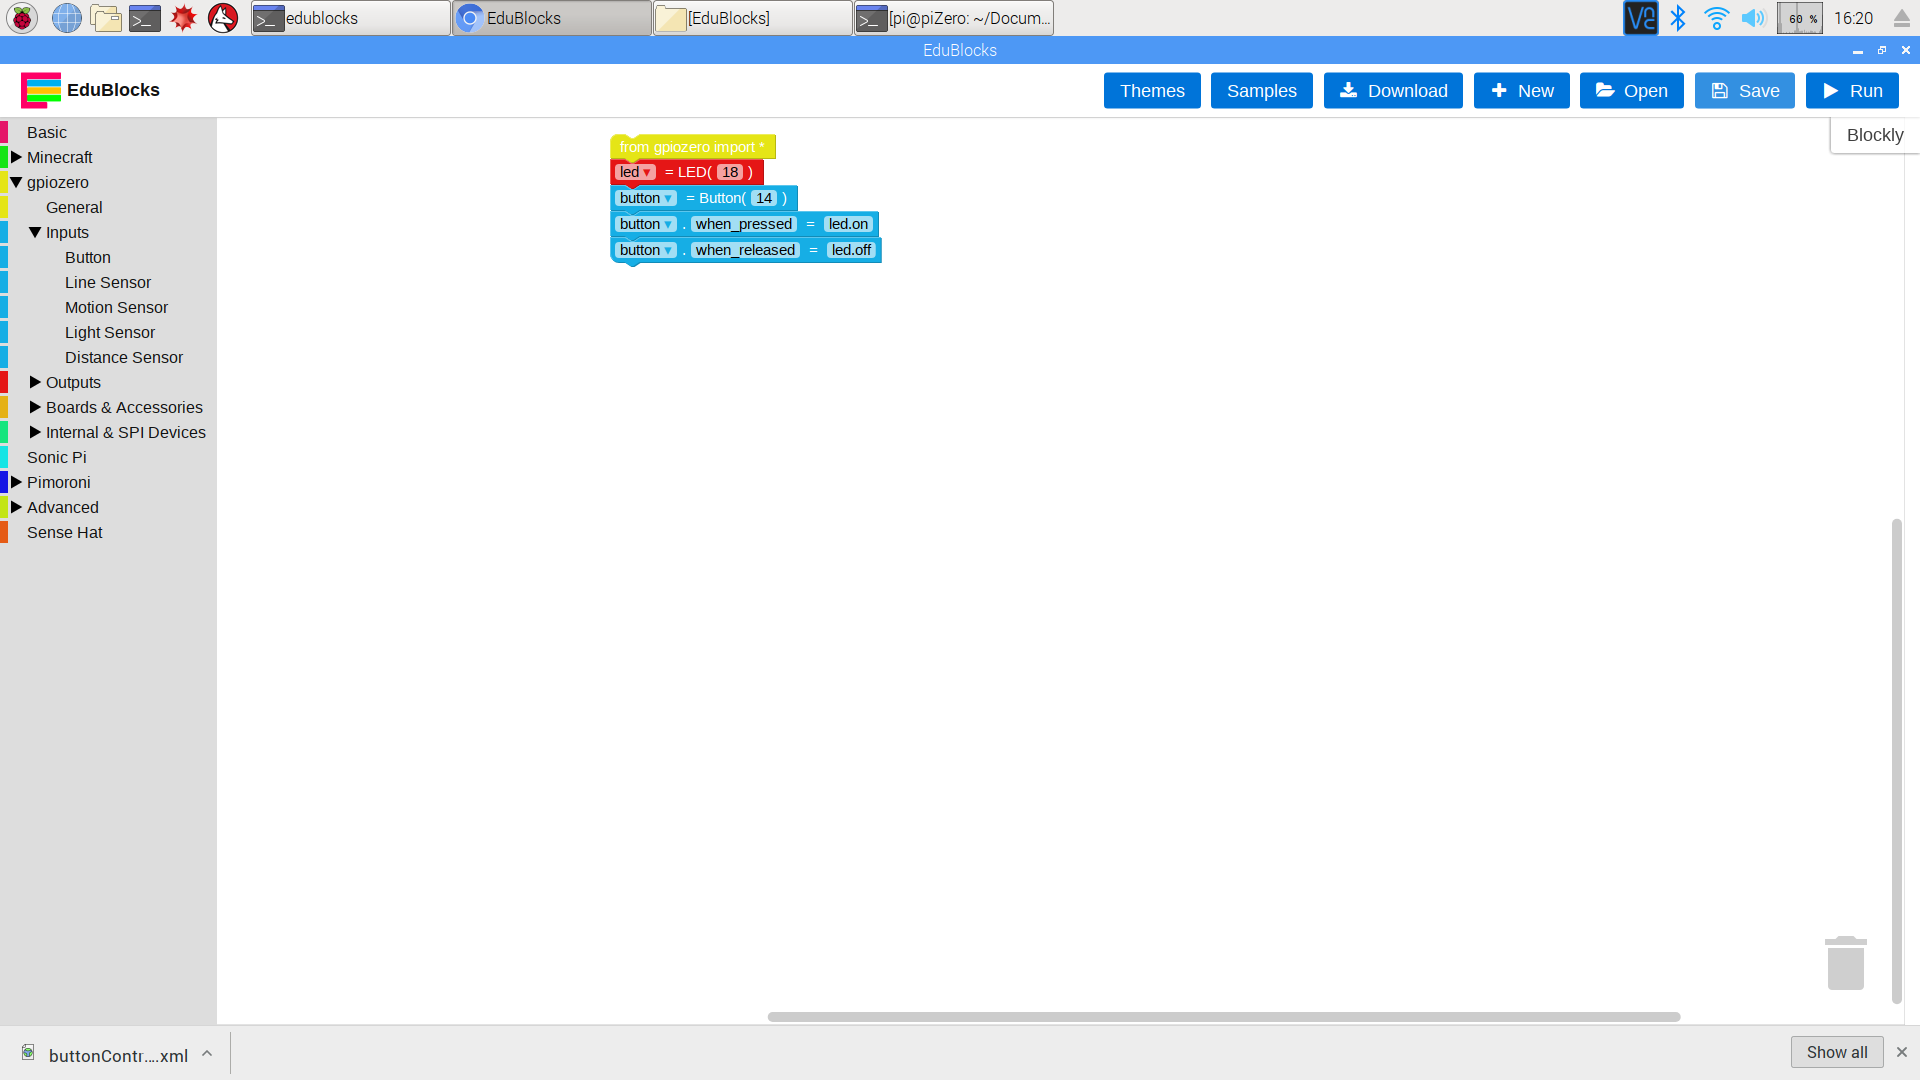 edublocks
EduBlocks
[EduBlocks]
[pi@piZero: ~/Docum...
60 %
16:20
EduBlocks
EduBlocks
Themes
Samples
Download
New
Open
Save
Run
Blockly
Basic
Minecraft
gpiozero
General
Inputs
Button
Line Sensor
Motion Sensor
Light Sensor
Distance Sensor
Outputs
Boards & Accessories
Internal & SPI Devices
Sonic Pi
Pimoroni
Advanced
Sense Hat
from gpiozero import *
led = LED( 18 )
button = Button( 14 )
button . when_pressed = led.on
button . when_released = led.off
buttonContr....xml
Show all